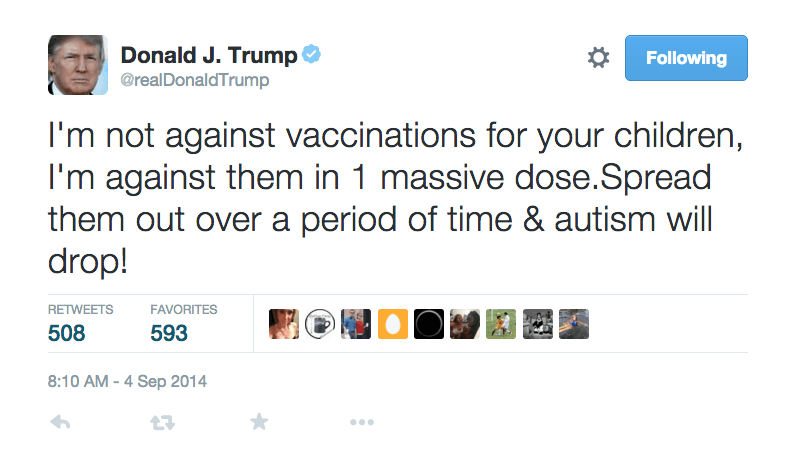 Donald J. Trump
@realDonaldTrump
Following
I'm not against vaccinations for your children,
I'm against them in 1 massive dose.Spread
them out over a period of time & autism will
drop!
RETWEETS FAVORITES
508 593
8:10 AM - 4 Sep 2014